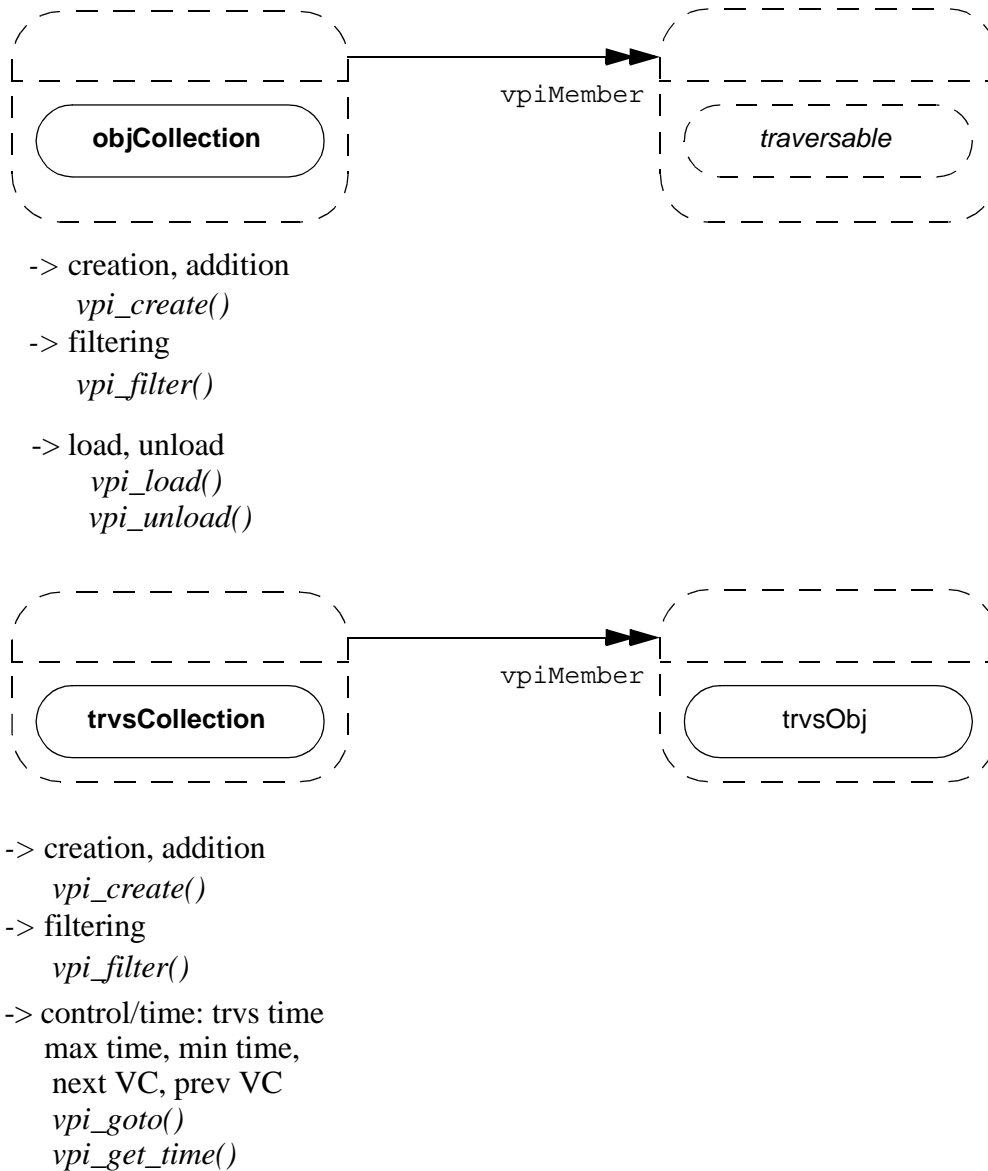 vpiMember
objCollection
traversable
-> creation, addition
vpi_create()
-> filtering
vpi_filter()
-> load, unload
vpi_load()
vpi_unload()
vpiMember
trvsCollection
trvsObj
-> creation, addition
vpi_create()
-> filtering
vpi_filter()
-> control/time: trvs time
max time, min time,
next VC, prev VC
vpi_goto()
vpi_get_time()